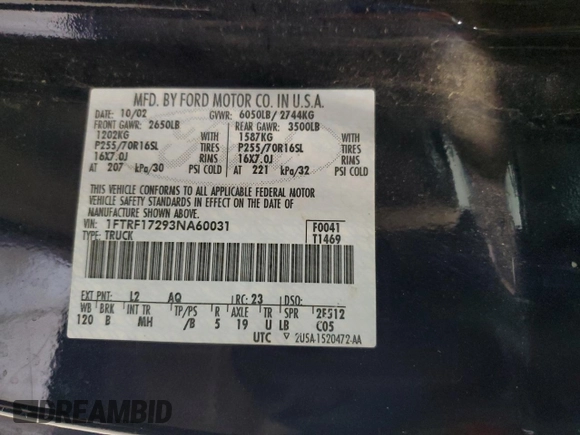 MFD. BY FORD MOTOR CO. IN U.S.A.
DATE: 10/02 GVWR: 6050LB/ 2744KG
FRONT GAWR: 2650LB REAR GAWR: 3500LB
1202KG WITH 1587KG WITH
P255/70R16SL TIRES P255/70R16SL TIRES
16X7.0J RIMS 16X7.0J RIMS
AT 207 kPa/30 PSI COLD AT 221 kPa/32 PSI COLD
THIS VEHICLE CONFORMS TO ALL APPLICABLE FEDERAL MOTOR
VEHICLE SAFETY STANDARDS IN EFFECT ON THE DATE OF
MANUFACTURE SHOWN ABOVE.
VIN: 1FTRF17293NA60031 F0041
TYPE: TRUCK T1469
EXT PNT: L2 AQ RC: 23 DSO:
WB BRK INT TR TP/PS R AXLE TR SPR 2F512
120 B MH /B 5 19 U LB C05
UTC 2USA-1520472-AA
DREAMBID